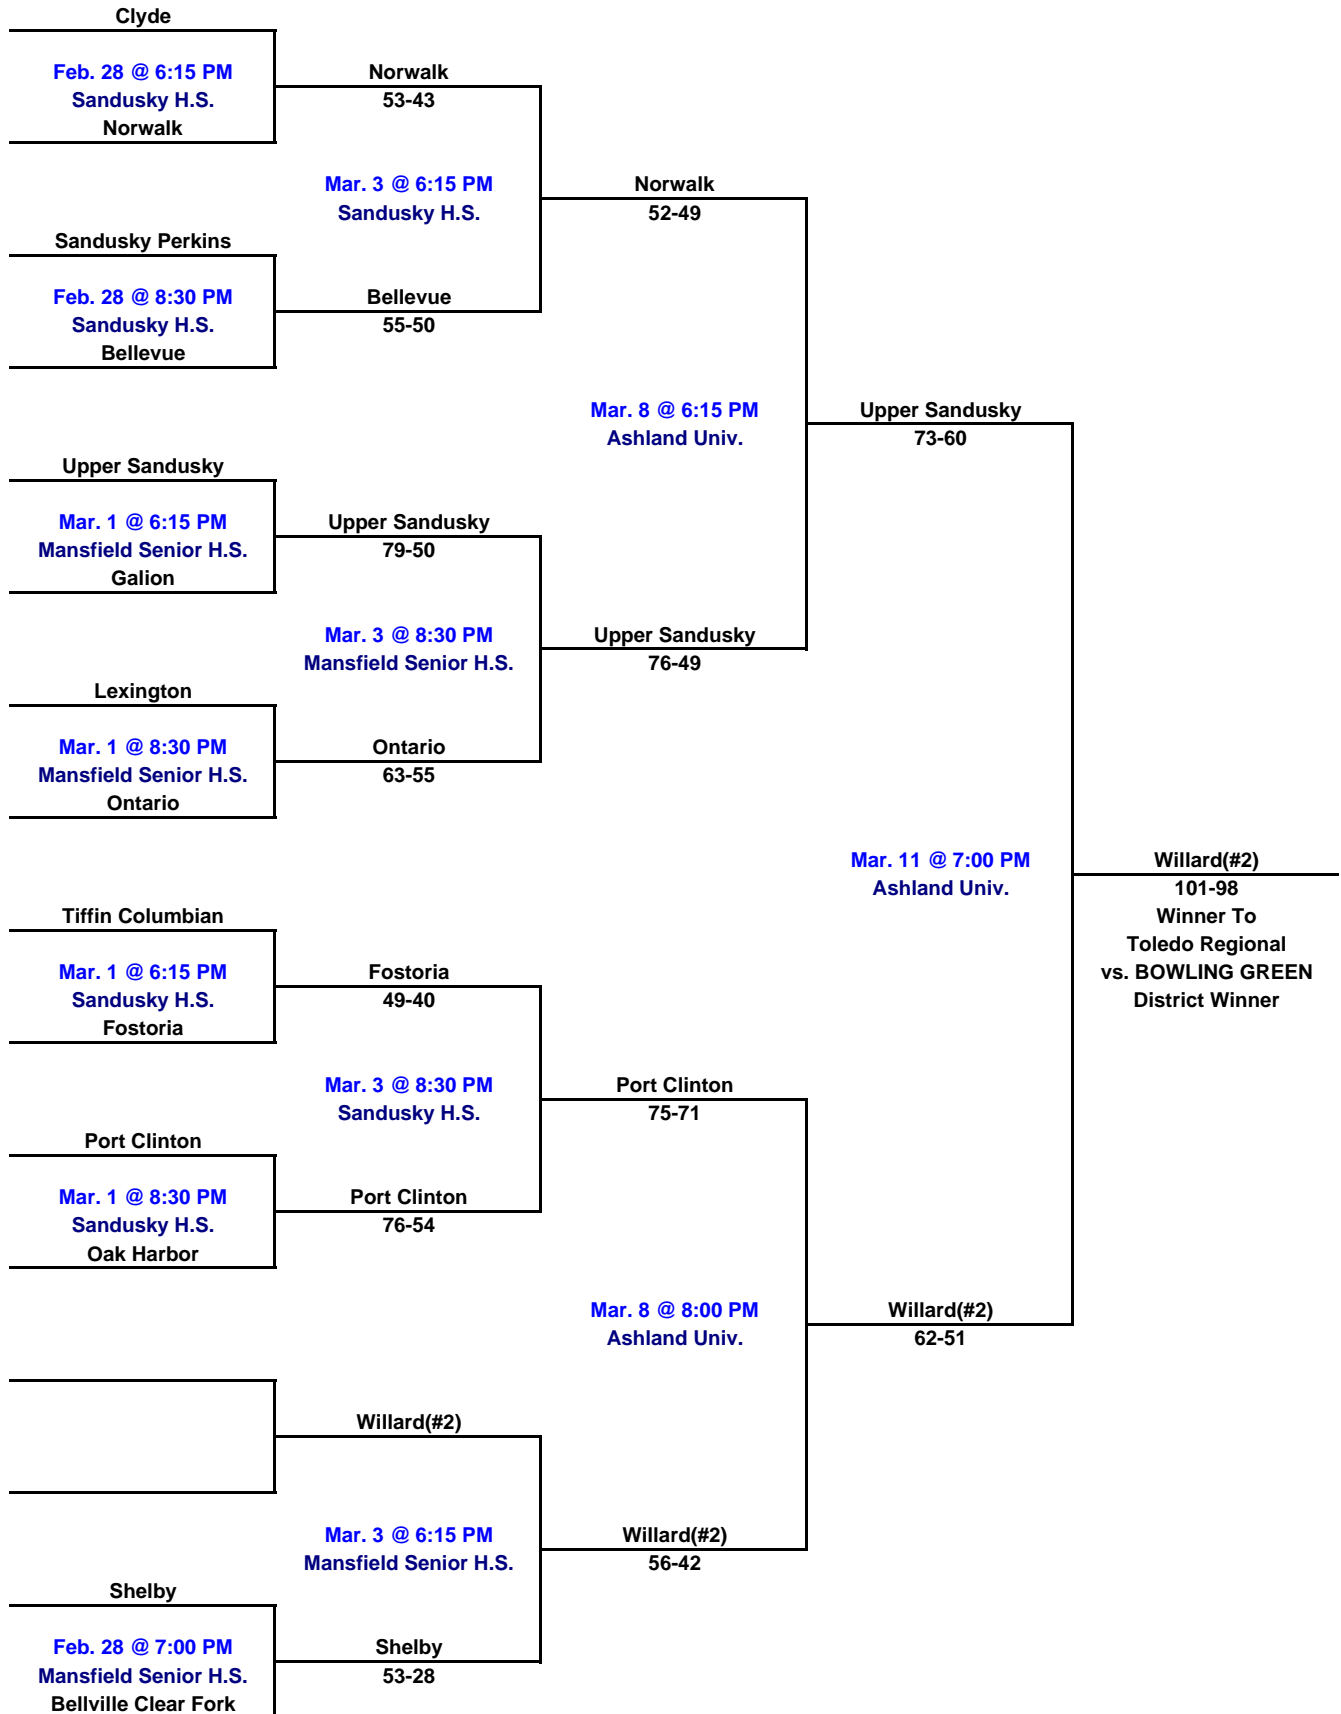 Clyde
Feb. 28 @ 6:15 PM
Sandusky H.S.
Norwalk
Norwalk
53-43
Mar. 3 @ 6:15 PM
Sandusky H.S.
Norwalk
52-49
Sandusky Perkins
Feb. 28 @ 8:30 PM
Sandusky H.S.
Bellevue
Bellevue
55-50
Mar. 8 @ 6:15 PM
Ashland Univ.
Upper Sandusky
73-60
Upper Sandusky
Mar. 1 @ 6:15 PM
Mansfield Senior H.S.
Galion
Upper Sandusky
79-50
Mar. 3 @ 8:30 PM
Mansfield Senior H.S.
Upper Sandusky
76-49
Lexington
Mar. 1 @ 8:30 PM
Mansfield Senior H.S.
Ontario
Ontario
63-55
Mar. 11 @ 7:00 PM
Ashland Univ.
Willard(#2)
101-98
Winner To
Toledo Regional
vs. BOWLING GREEN
District Winner
Tiffin Columbian
Mar. 1 @ 6:15 PM
Sandusky H.S.
Fostoria
Fostoria
49-40
Mar. 3 @ 8:30 PM
Sandusky H.S.
Port Clinton
75-71
Port Clinton
Mar. 1 @ 8:30 PM
Sandusky H.S.
Oak Harbor
Port Clinton
76-54
Mar. 8 @ 8:00 PM
Ashland Univ.
Willard(#2)
62-51
Willard(#2)
Mar. 3 @ 6:15 PM
Mansfield Senior H.S.
Willard(#2)
56-42
Shelby
Feb. 28 @ 7:00 PM
Mansfield Senior H.S.
Bellville Clear Fork
Shelby
53-28